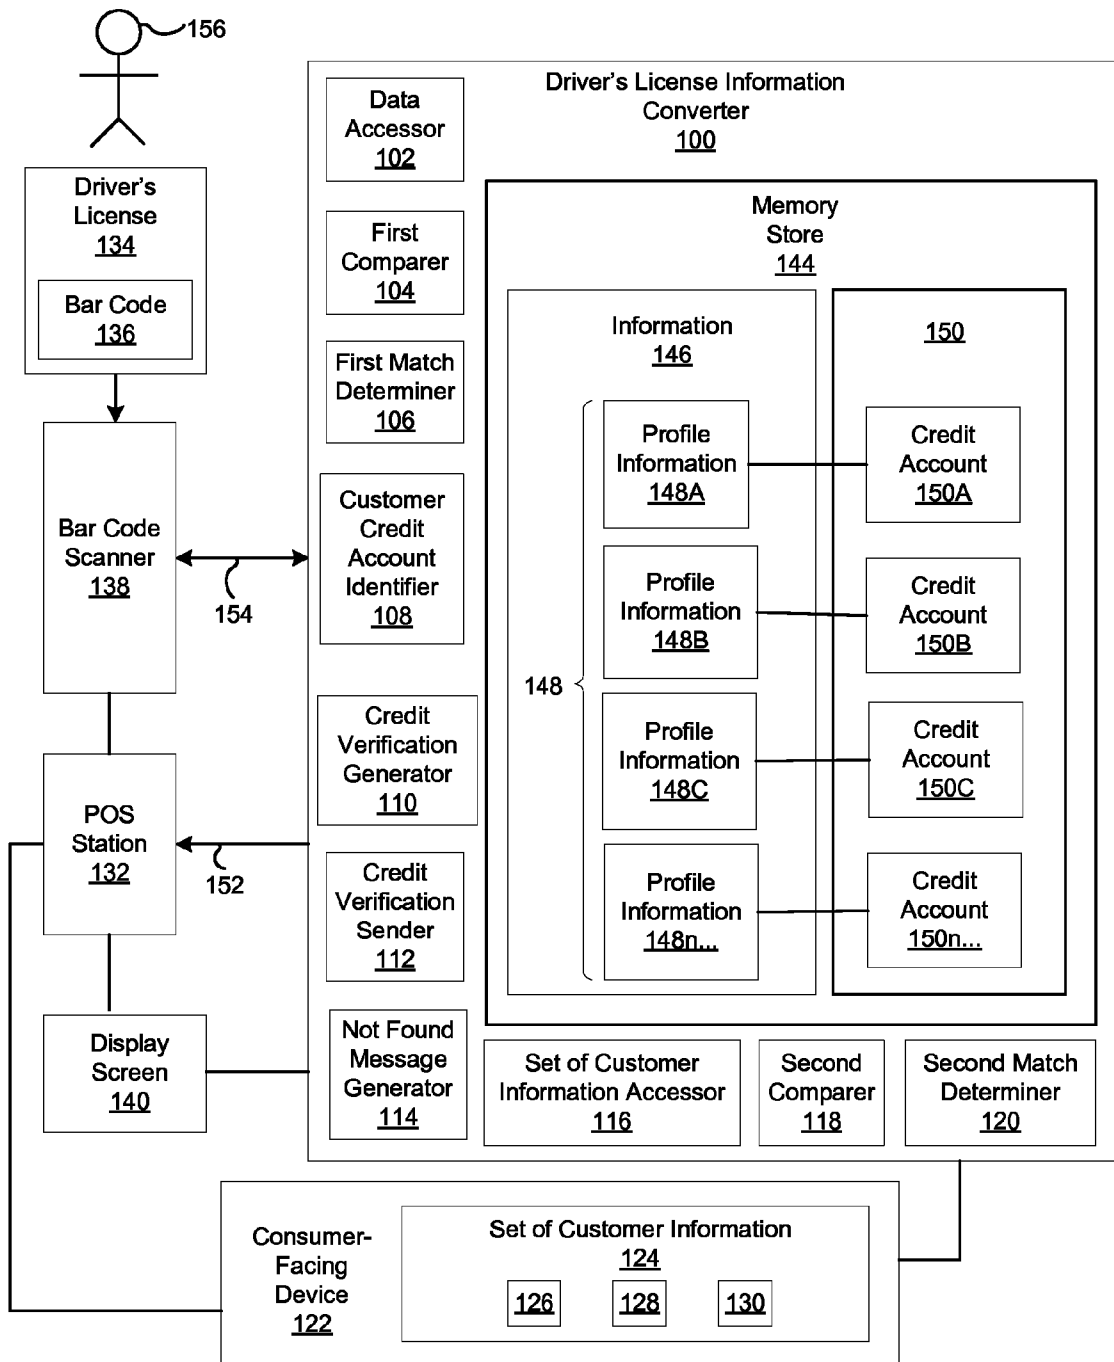 156
Driver's License Information
Converter
100
Data
Accessor
102
Driver's
License
134
Bar Code
136
First
Comparer
104
First Match
Determiner
106
Memory
Store
144
Information
146
150
148
Profile
Information
148A
Credit
Account
150A
Profile
Information
148B
Credit
Account
150B
Profile
Information
148C
Credit
Account
150C
Profile
Information
148n...
Credit
Account
150n...
Bar Code
Scanner
138
154
Customer
Credit
Account
Identifier
108
Credit
Verification
Generator
110
POS
Station
132
152
Credit
Verification
Sender
112
Display
Screen
140
Not Found
Message
Generator
114
Set of Customer
Information Accessor
116
Second
Comparer
118
Second Match
Determiner
120
Consumer-
Facing
Device
122
Set of Customer Information
124
126
128
130